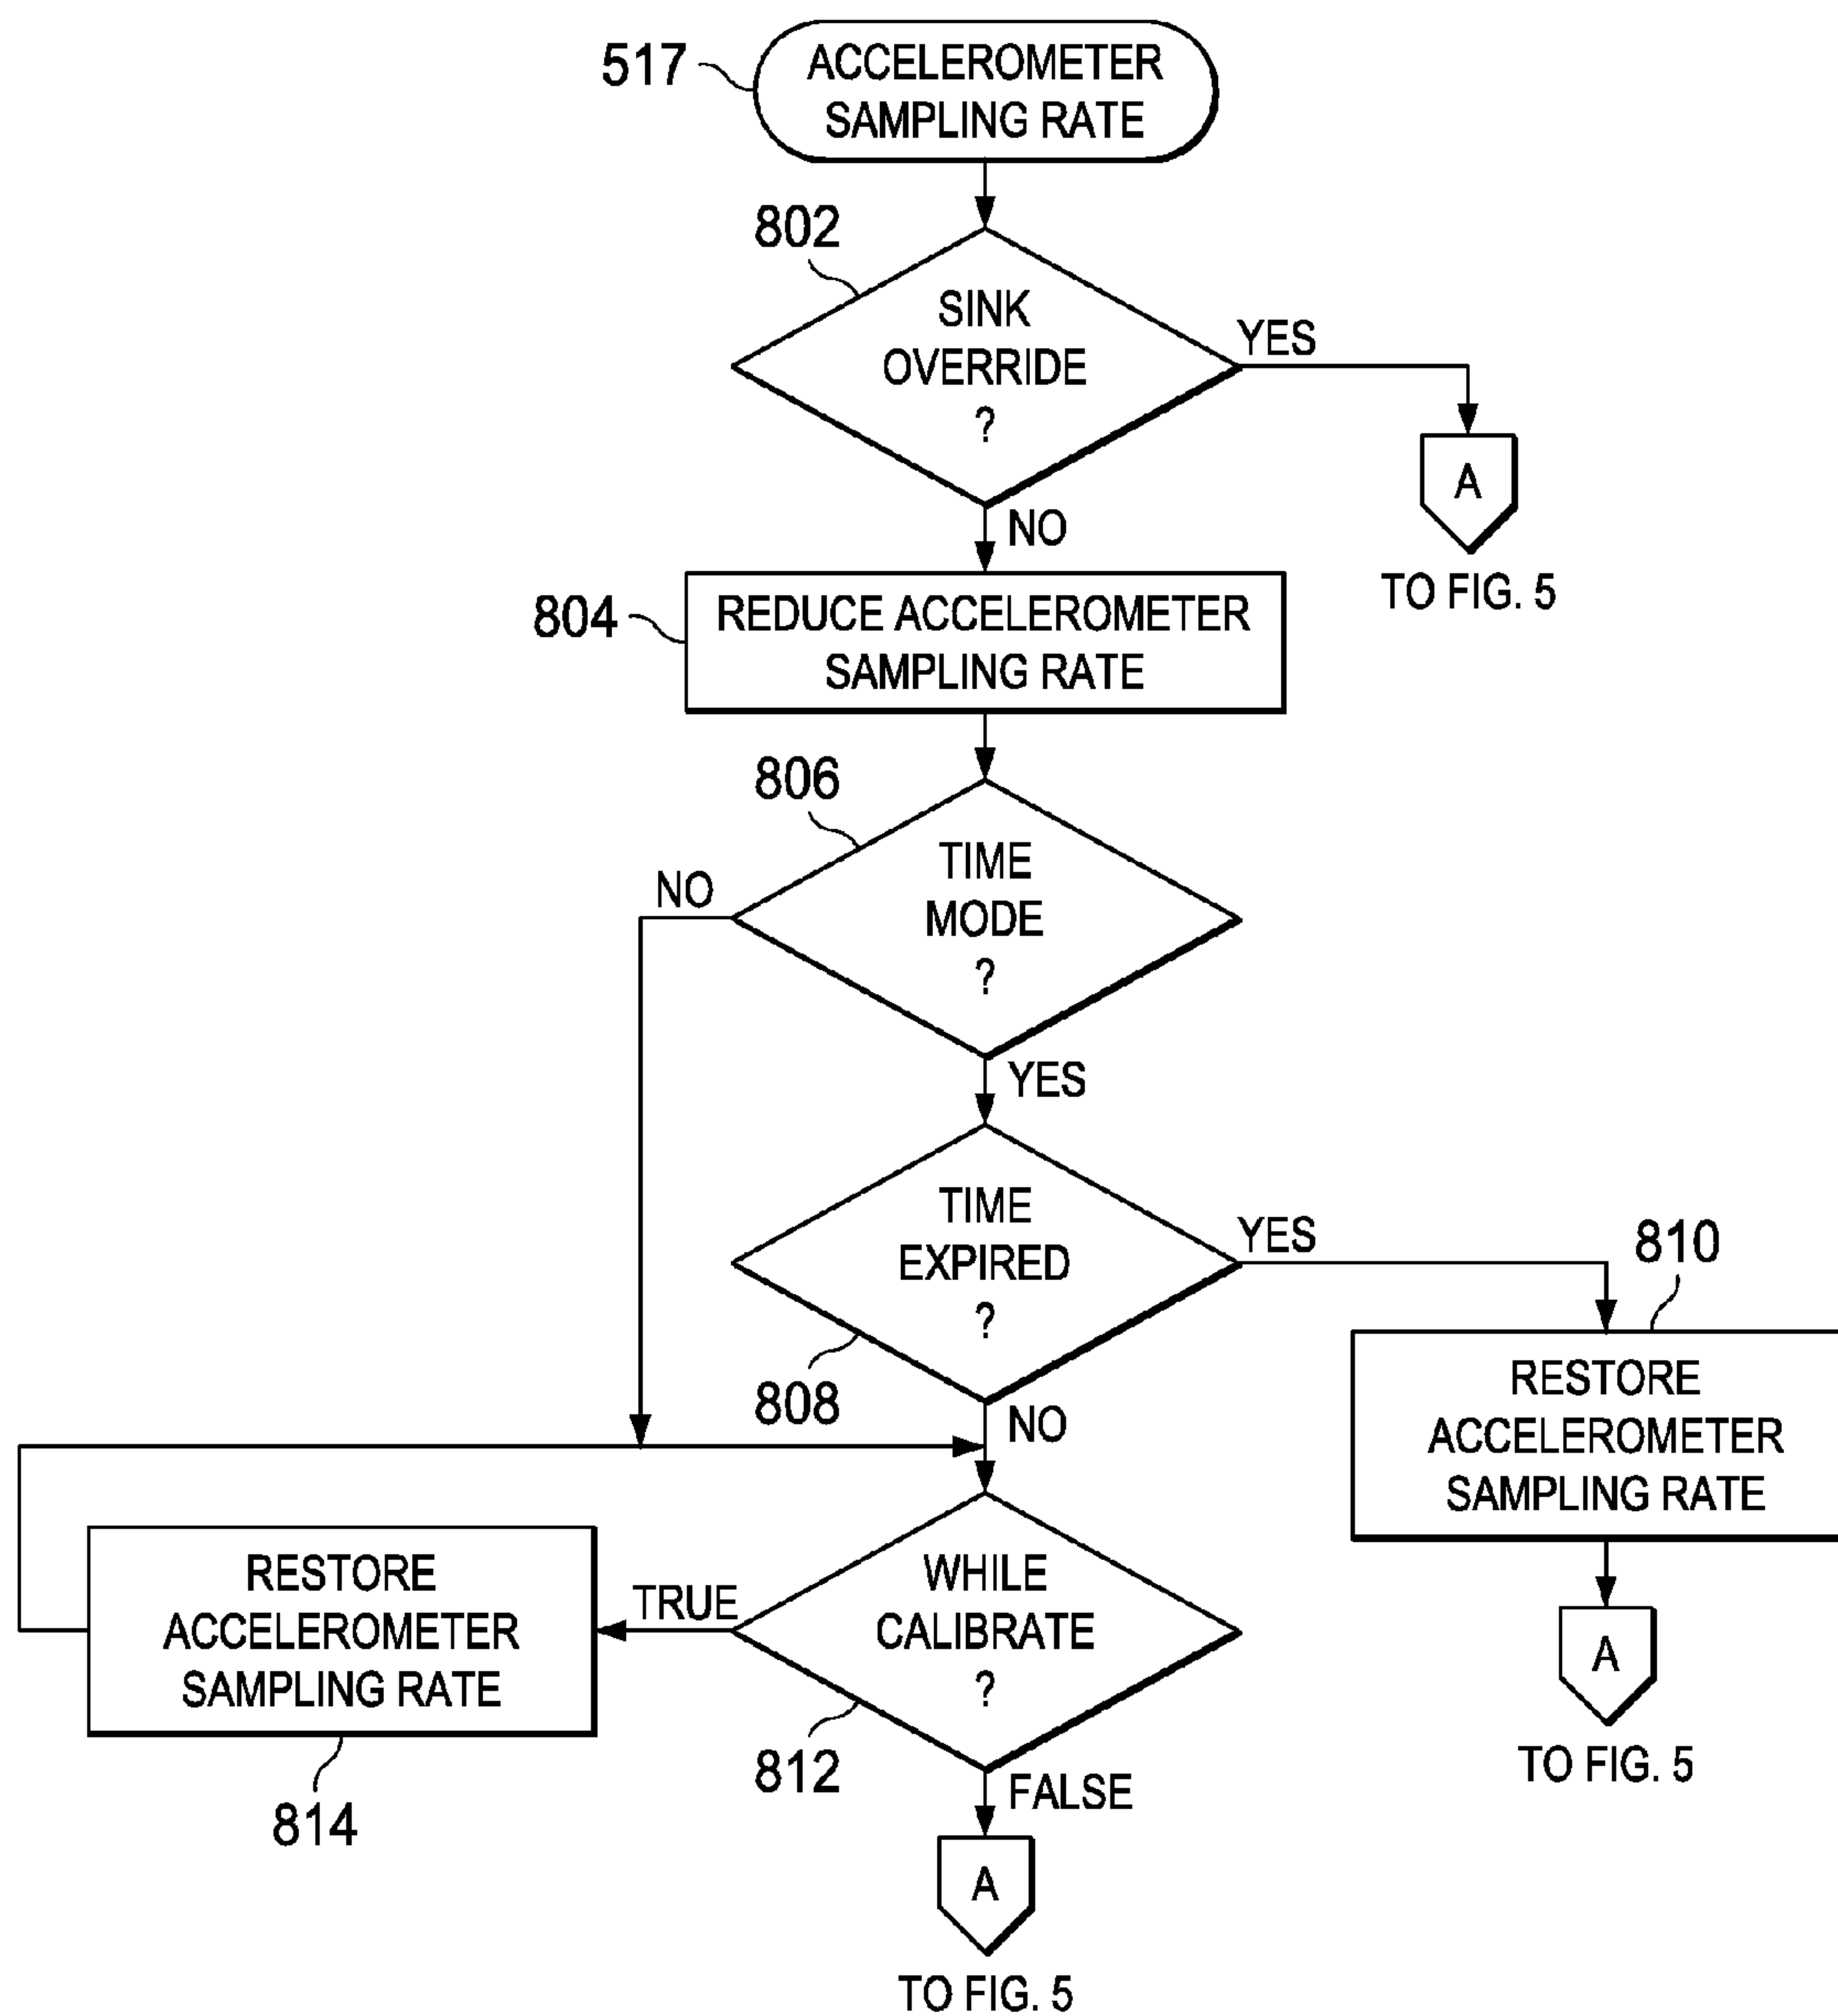 517
ACCELEROMETER
SAMPLING RATE
802
SINK
OVERRIDE
?
YES
A
TO FIG. 5
NO
804
REDUCE ACCELEROMETER
SAMPLING RATE
806
TIME
MODE
?
NO
YES
TIME
EXPIRED
?
808
YES
810
RESTORE
ACCELEROMETER
SAMPLING RATE
A
TO FIG. 5
NO
WHILE
CALIBRATE
?
812
TRUE
RESTORE
ACCELEROMETER
SAMPLING RATE
814
FALSE
A
TO FIG. 5